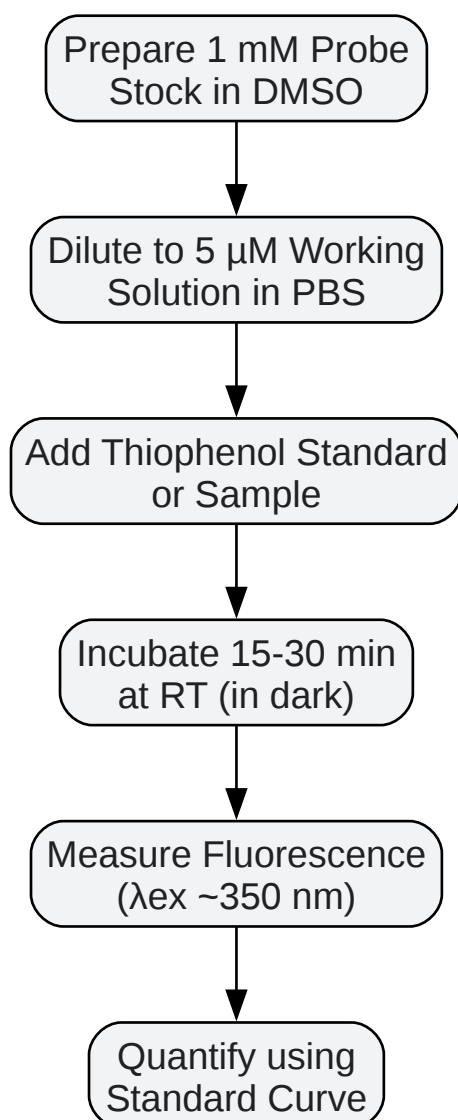 Prepare 1 mM Probe
Stock in DMSO
Dilute to 5 µM Working
Solution in PBS
Add Thiophenol Standard
or Sample
Incubate 15-30 min
at RT (in dark)
Measure Fluorescence
(λex ~350 nm)
Quantify using
Standard Curve